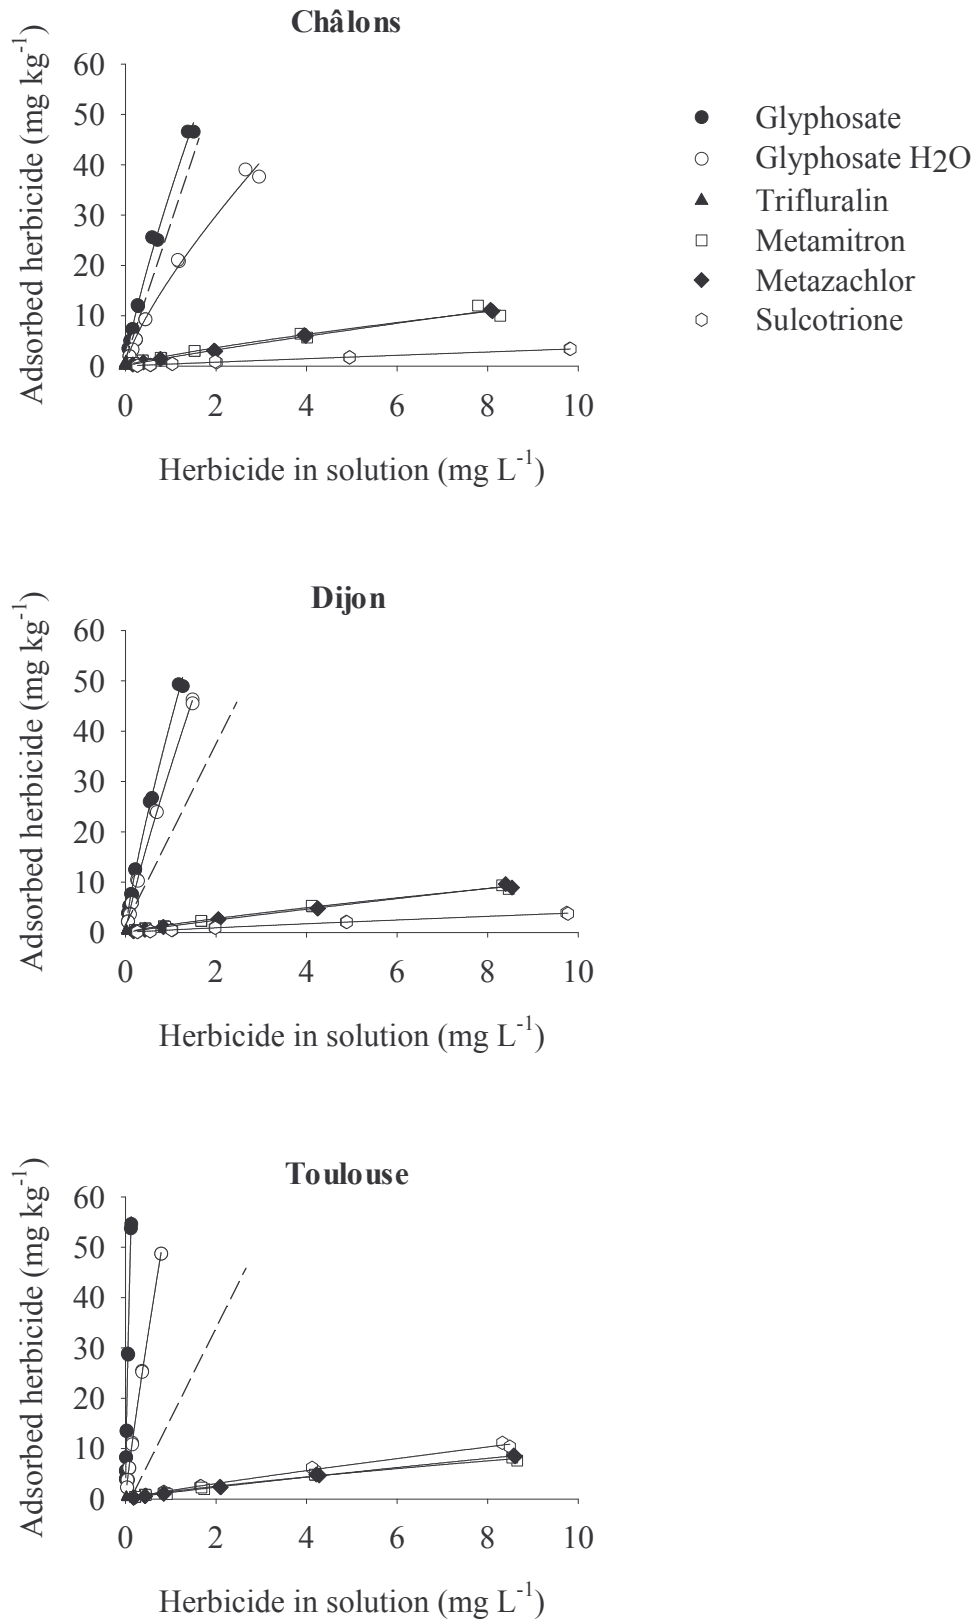 Châlons
Adsorbed herbicide (mg kg⁻¹)
60
50
40
30
20
10
0
0 2 4 6 8 10
Herbicide in solution (mg L⁻¹)
Glyphosate
Glyphosate H2O
Trifluralin
Metamitron
Metazachlor
Sulcotrione
Dijon
Adsorbed herbicide (mg kg⁻¹)
60
50
40
30
20
10
0
0 2 4 6 8 10
Herbicide in solution (mg L⁻¹)
Toulouse
Adsorbed herbicide (mg kg⁻¹)
60
50
40
30
20
10
0
0 2 4 6 8 10
Herbicide in solution (mg L⁻¹)